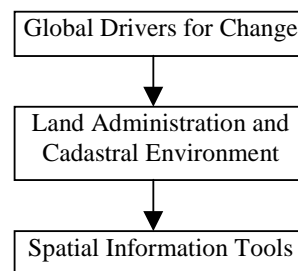 Global Drivers for Change
Land Administration and
Cadastral Environment
Spatial Information Tools